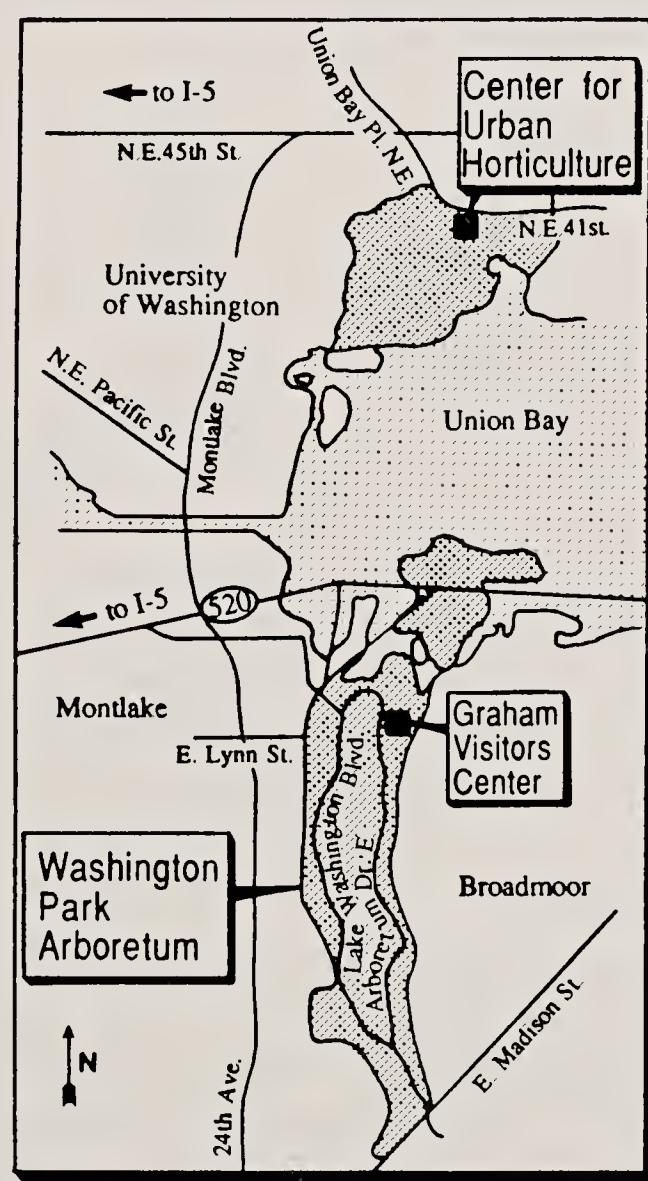 to I-5
Union Bay Pl. N.E.
Center for
Urban
Horticulture
N.E.45th St.
N.E.41st.
University
of Washington
N.E. Pacific St.
Montlake Blvd.
Union Bay
520
to I-5
Montlake
E. Lynn St.
Graham
Visitors
Center
Lake Washington Blvd.
Arboretum Dr. E
Washington
Park
Arboretum
Broadmoor
E. Madison St.
N
24th Ave.